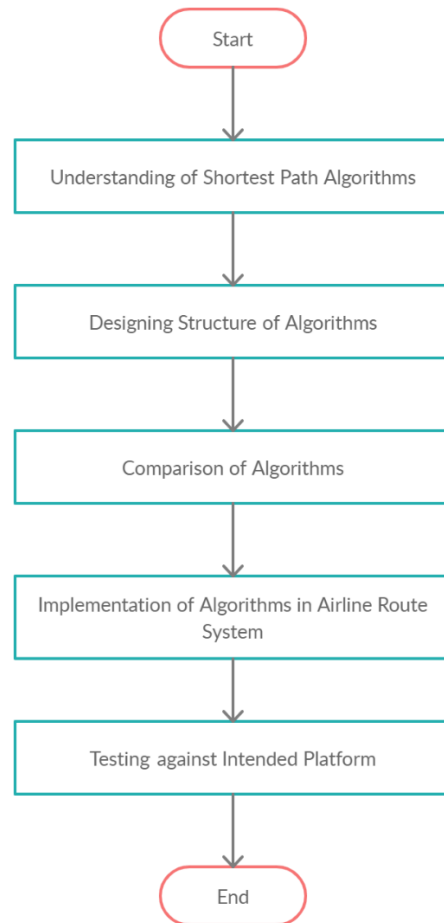 Start
Understanding of Shortest Path Algorithms
Designing Structure of Algorithms
Comparison of Algorithms
Implementation of Algorithms in Airline Route
System
Testing against Intended Platform
End